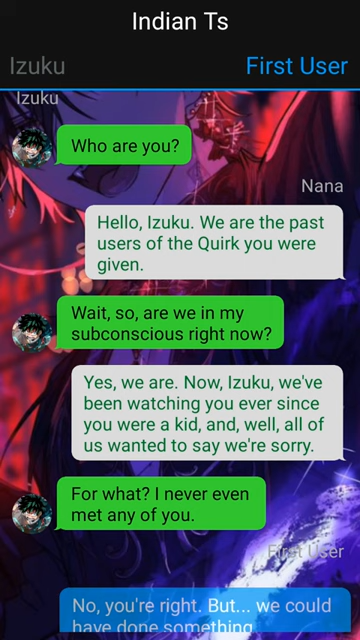 Indian Ts
Izuku
First User
Izuku
Who are you?
Nana
Hello, Izuku. We are the past
users of the Quirk you were
given.
Wait, so, are we in my
subconscious right now?
Yes, we are. Now, Izuku, we've
been watching you ever since
you were a kid, and, well, all of
us wanted to say we're sorry.
For what? I never even
met any of you.
First User
No, you're right. But... we could
have done something